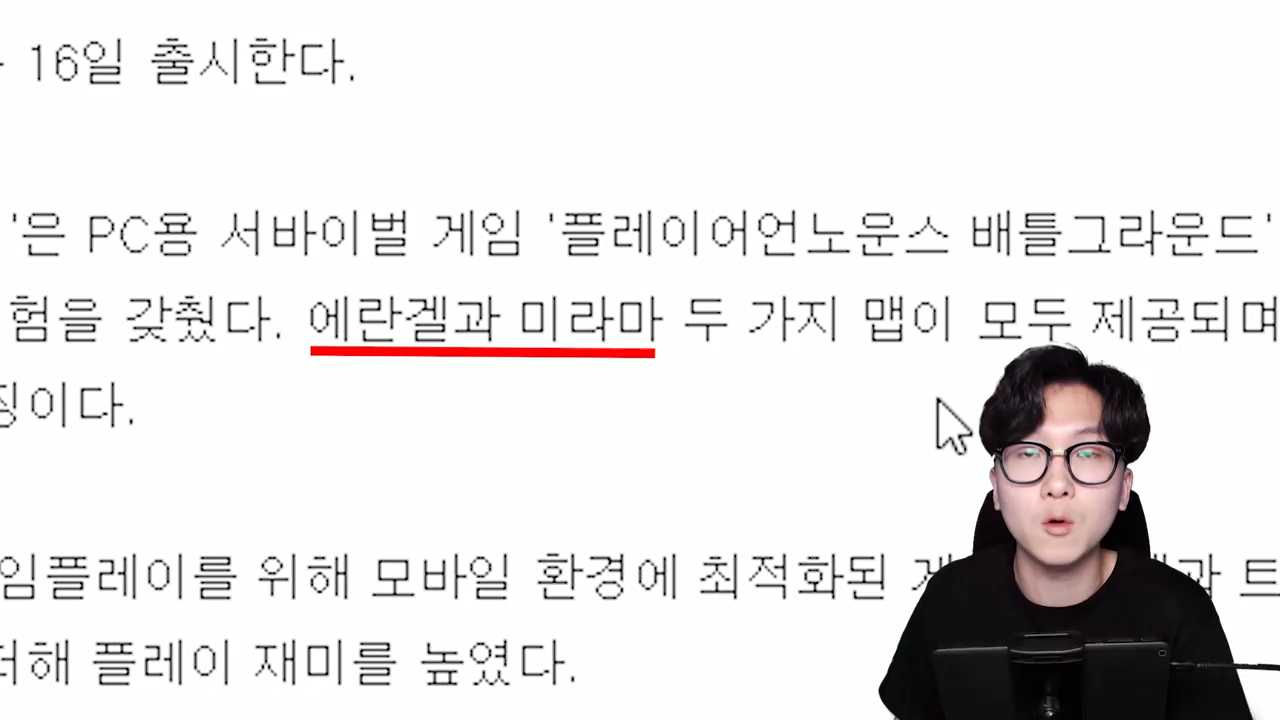 16일 출시한다.
'은 PC용 서바이벌 게임 '플레이어언노운스 배틀그라운드'
험을 갖췄다. 에란겔과 미라마 두 가지 맵이 모두 제공되며
징이다.
임플레이를 위해 모바일 환경에 최적화된
해 플레이 재미를 높였다.